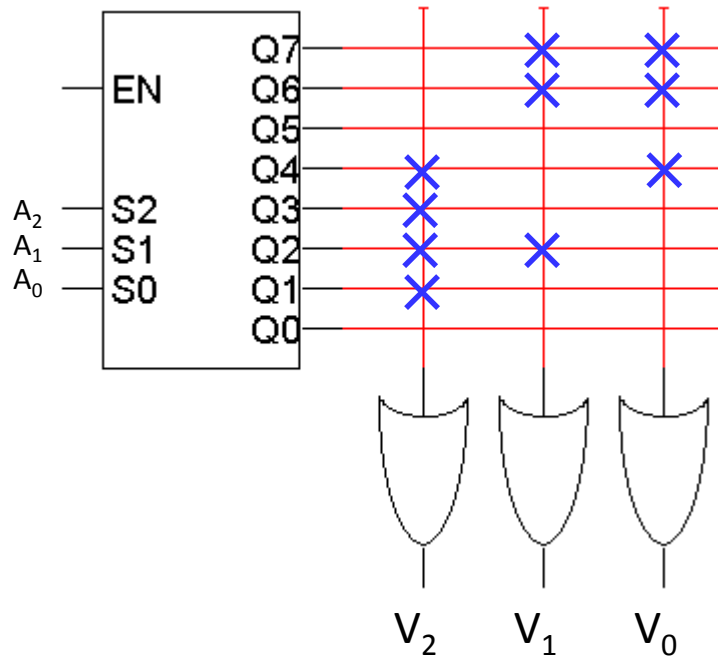 Q7
EN Q6
Q5
Q4
A₂ S2 Q3
A₁ S1 Q2
A₀ S0 Q1
Q0
V₂ V₁ V₀